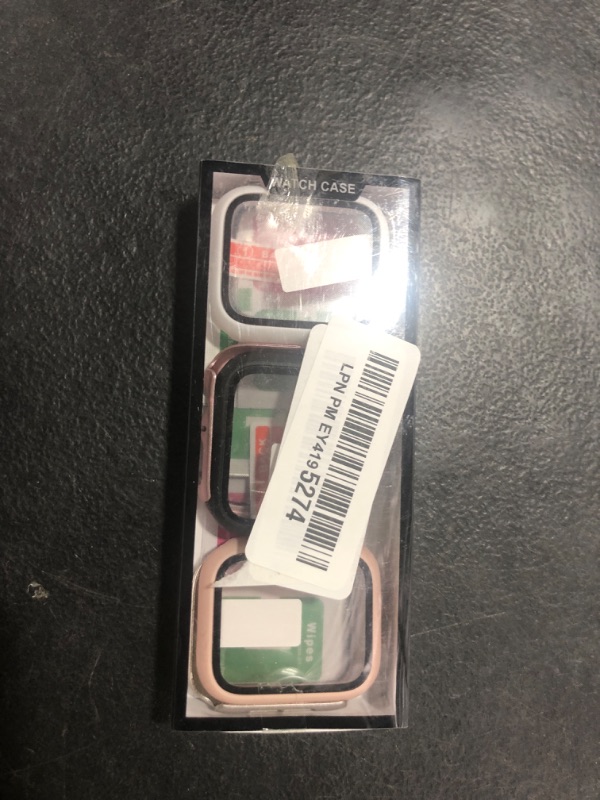 WATCH CASE
LPN PM EY4195274
Wipes